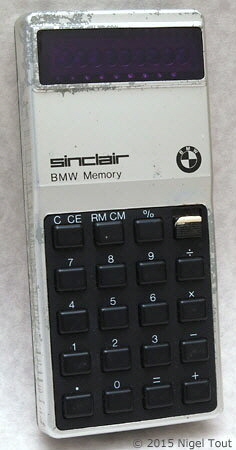 BMW
sinclair
BMW Memory
C CE RM CM %
7 8 9 ÷
4 5 6 ×
1 2 3 −
. 0 = +
© 2015 Nigel Tout